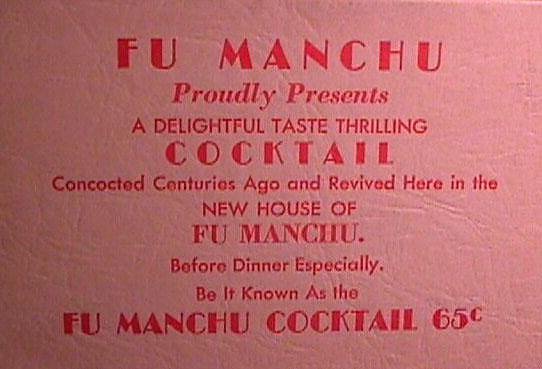 FU MANCHU
Proudly Presents
A DELIGHTFUL TASTE THRILLING
COCKTAIL
Concocted Centuries Ago and Revived Here in the
NEW HOUSE OF
FU MANCHU.
Before Dinner Especially.
Be It Known As the
FU MANCHU COCKTAIL 65c